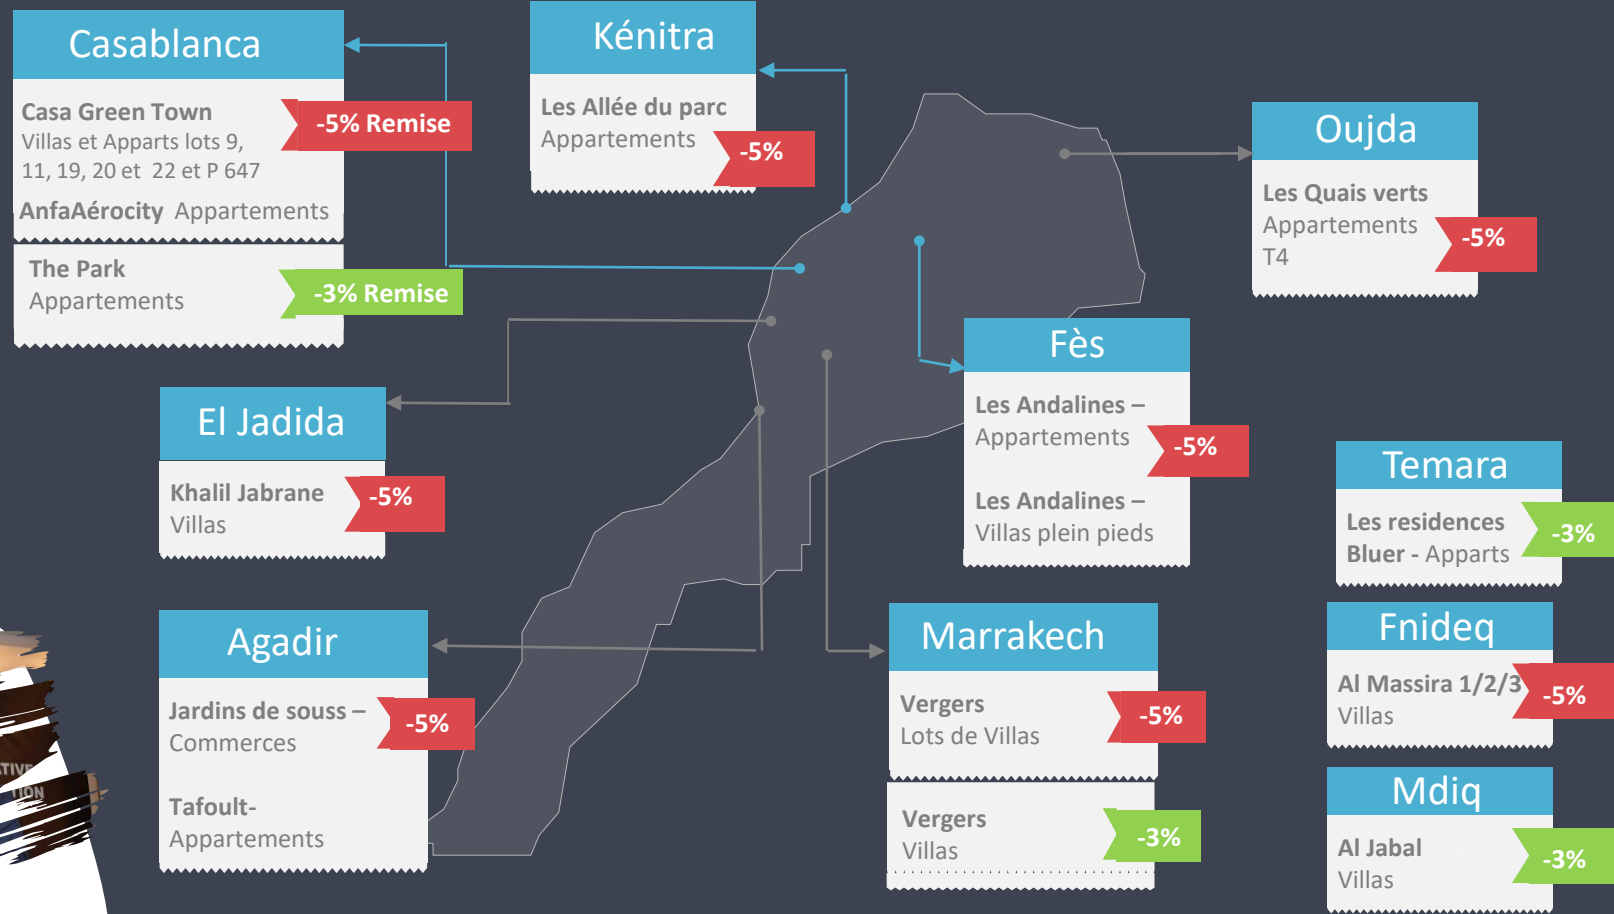 Casablanca
Casa Green Town
Villas et Apparts lots 9,
11, 19, 20 et 22 et P 647
-5% Remise
AnfaAérocity Appartements
The Park
Appartements
-3% Remise
Kénitra
Les Allée du parc
Appartements
-5%
Oujda
Les Quais verts
Appartements
T4
-5%
El Jadida
Khalil Jabrane
Villas
-5%
Fès
Les Andalines –
Appartements
-5%
Les Andalines –
Villas plein pieds
Temara
Les residences
Bluer - Apparts
-3%
Agadir
Jardins de souss –
Commerces
-5%
Tafoult-
Appartements
Marrakech
Vergers
Lots de Villas
-5%
Vergers
Villas
-3%
Fnideq
Al Massira 1/2/3
Villas
-5%
Mdiq
Al Jabal
Villas
-3%